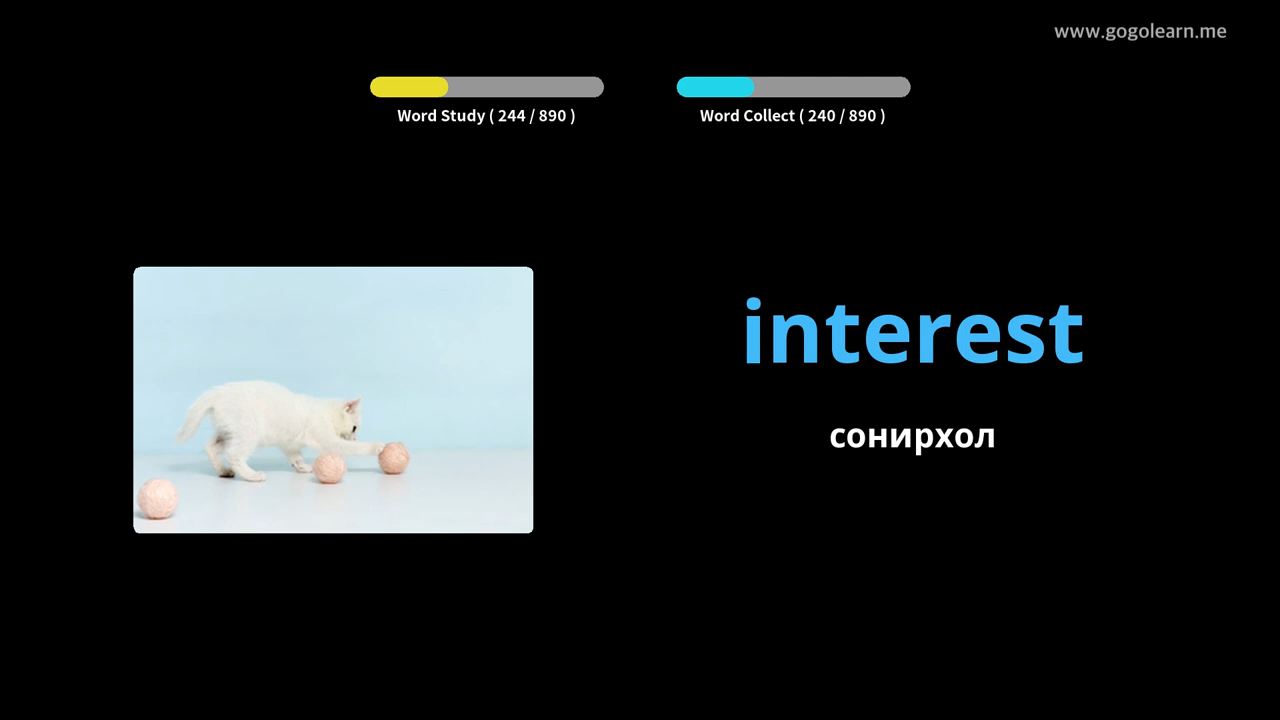 www.gogolearn.me
Word Study ( 244 / 890 )
Word Collect ( 240 / 890 )
interest
сонирхол